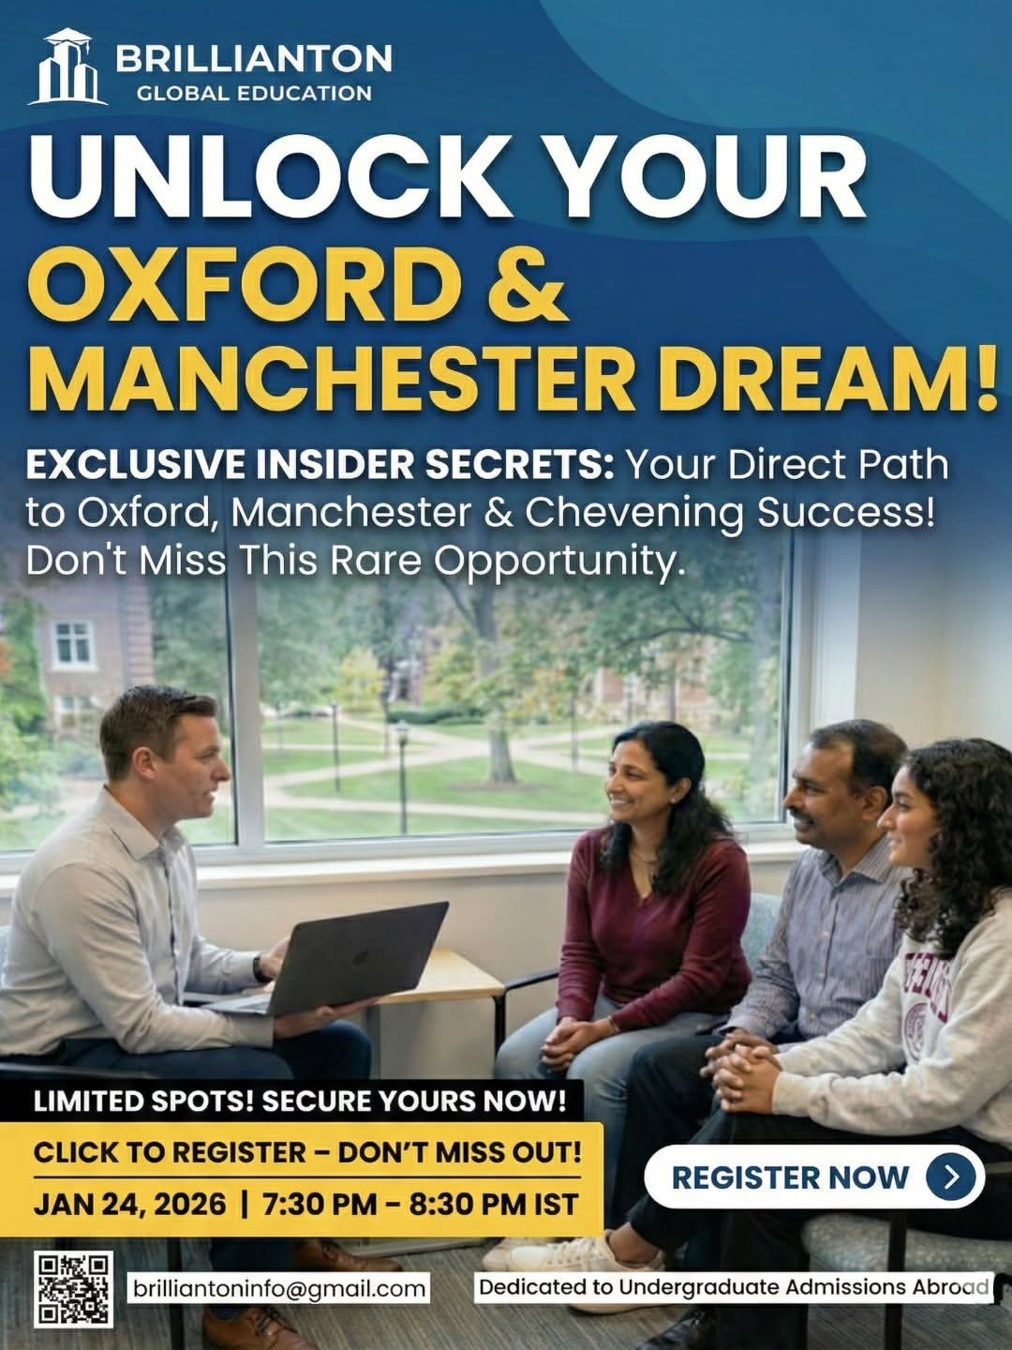 BRILLIANTON
GLOBAL EDUCATION
UNLOCK YOUR
OXFORD &
MANCHESTER DREAM!
EXCLUSIVE INSIDER SECRETS: Your Direct Path
to Oxford, Manchester & Chevening Success!
Don't Miss This Rare Opportunity.
LIMITED SPOTS! SECURE YOURS NOW!
CLICK TO REGISTER – DON'T MISS OUT!
JAN 24, 2026 | 7:30 PM – 8:30 PM IST
REGISTER NOW
brilliantoninfo@gmail.com
Dedicated to Undergraduate Admissions Abroad